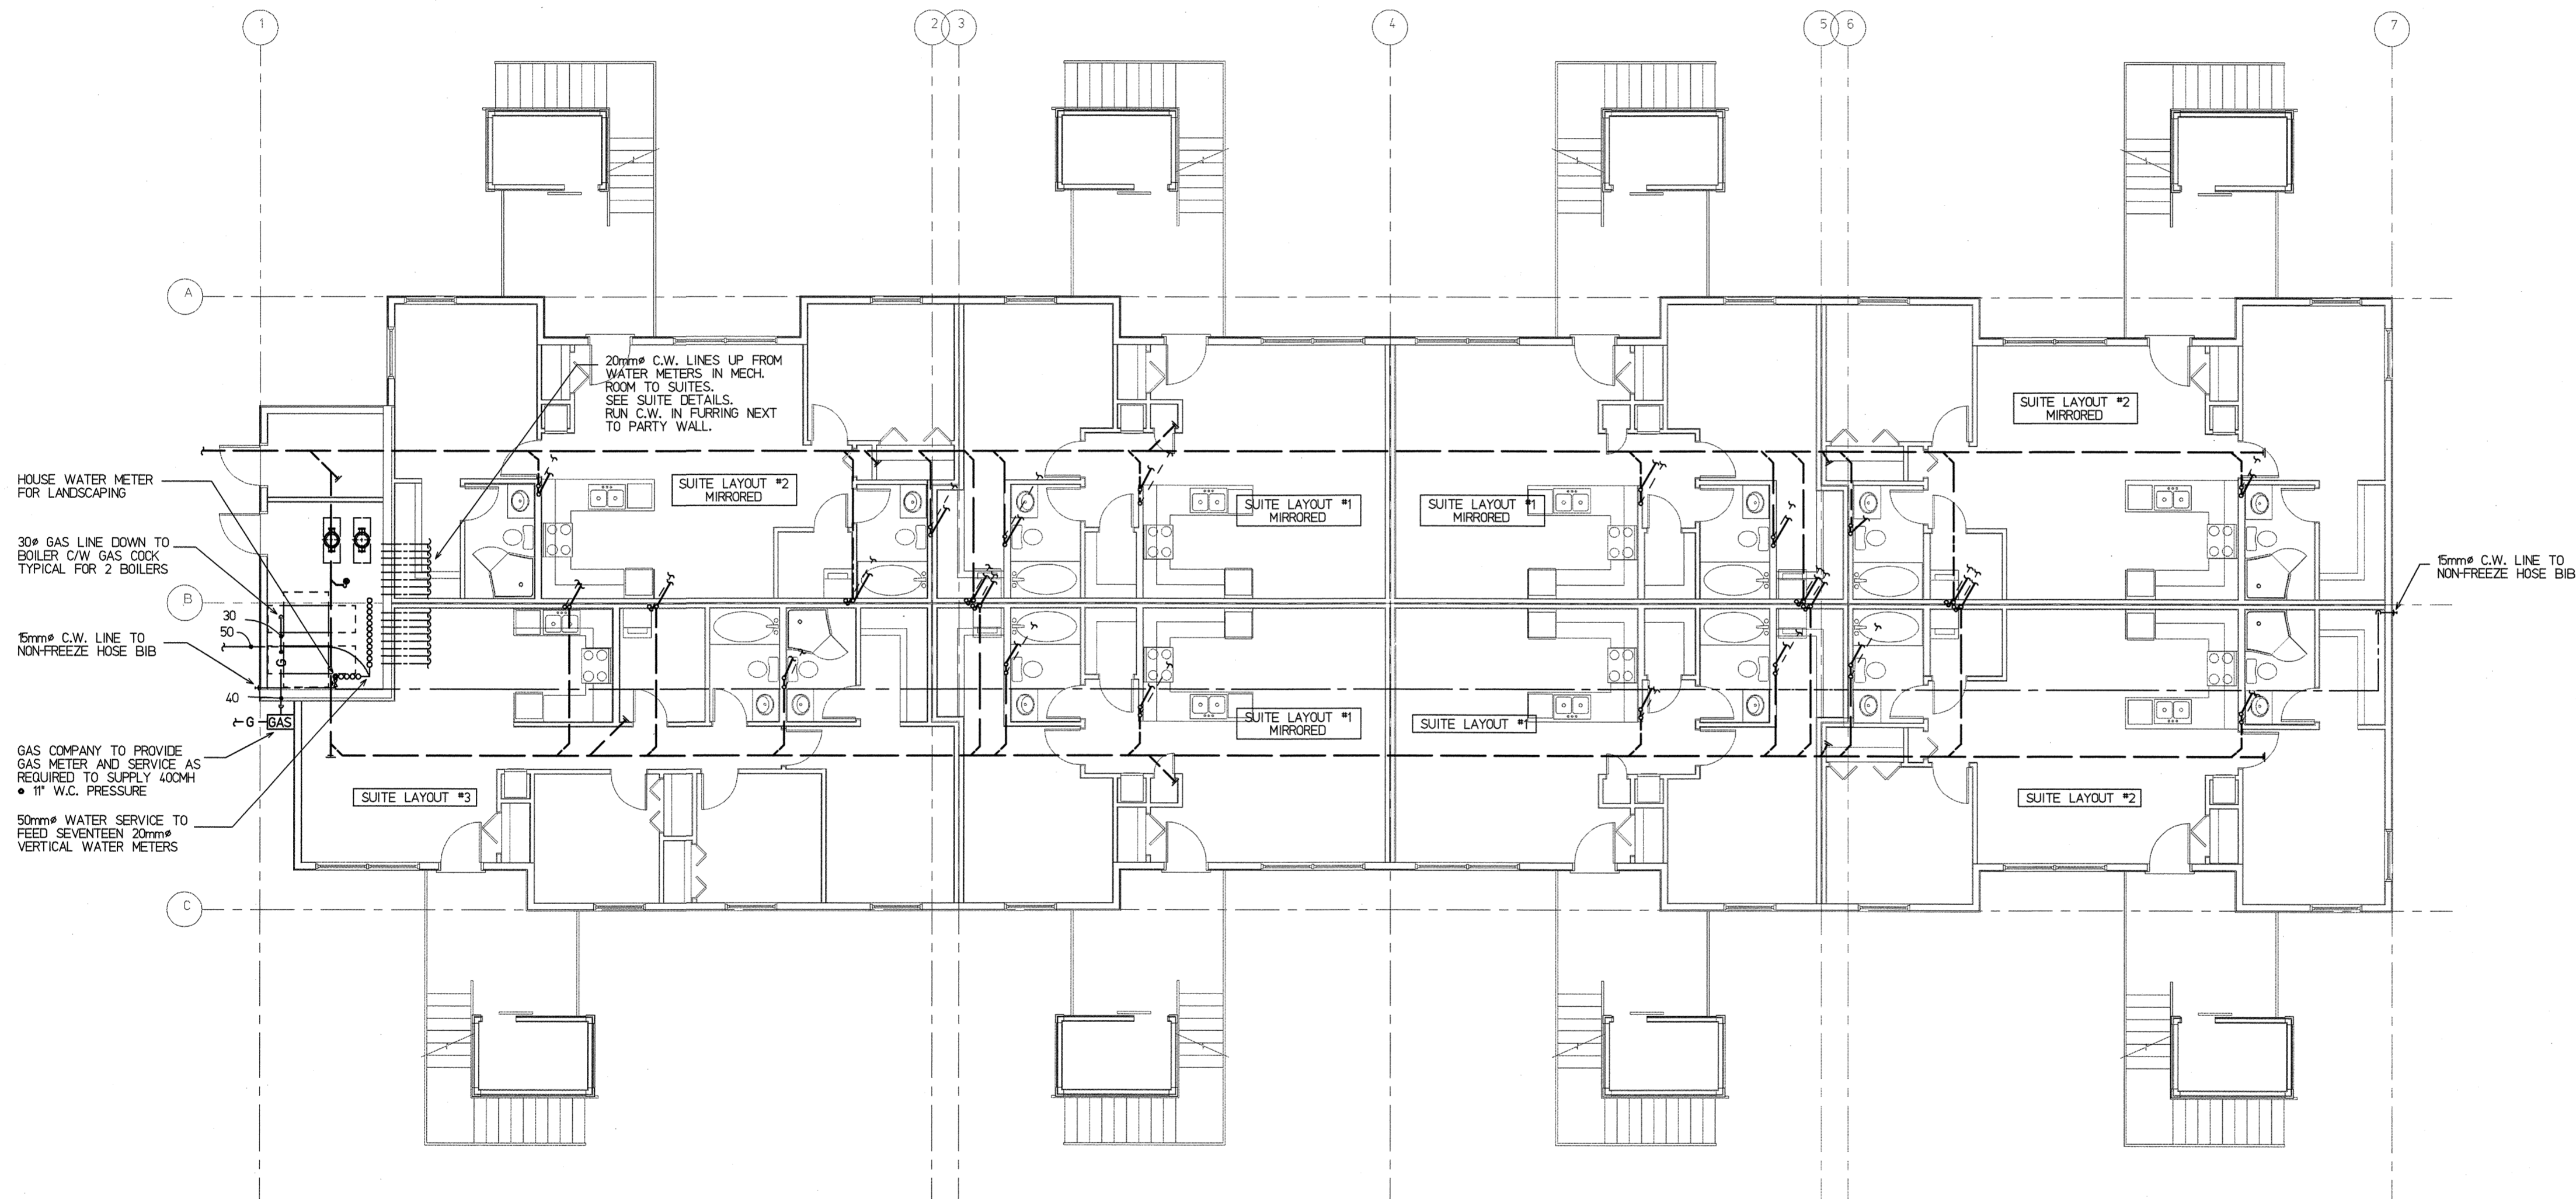 1
2
3
4
5
6
7
A
20mmø C.W. LINES UP FROM
WATER METERS IN MECH.
ROOM TO SUITES.
SEE SUITE DETAILS.
RUN C.W. IN FURRING NEXT
TO PARTY WALL.
SUITE LAYOUT #2
MIRRORED
HOUSE WATER METER
FOR LANDSCAPING
SUITE LAYOUT #2
MIRRORED
SUITE LAYOUT #1
MIRRORED
SUITE LAYOUT #1
MIRRORED
30ø GAS LINE DOWN TO
BOILER C/W GAS COCK
TYPICAL FOR 2 BOILERS
15mmø C.W. LINE TO
NON-FREEZE HOSE BIB
B
30
50
15mmø C.W. LINE TO
NON-FREEZE HOSE BIB
G
40
G
GAS
SUITE LAYOUT #1
MIRRORED
SUITE LAYOUT #1
GAS COMPANY TO PROVIDE
GAS METER AND SERVICE AS
REQUIRED TO SUPPLY 40CMH
@ 11" W.C. PRESSURE
SUITE LAYOUT #3
SUITE LAYOUT #2
50mmø WATER SERVICE TO
FEED SEVENTEEN 20mmø
VERTICAL WATER METERS
C